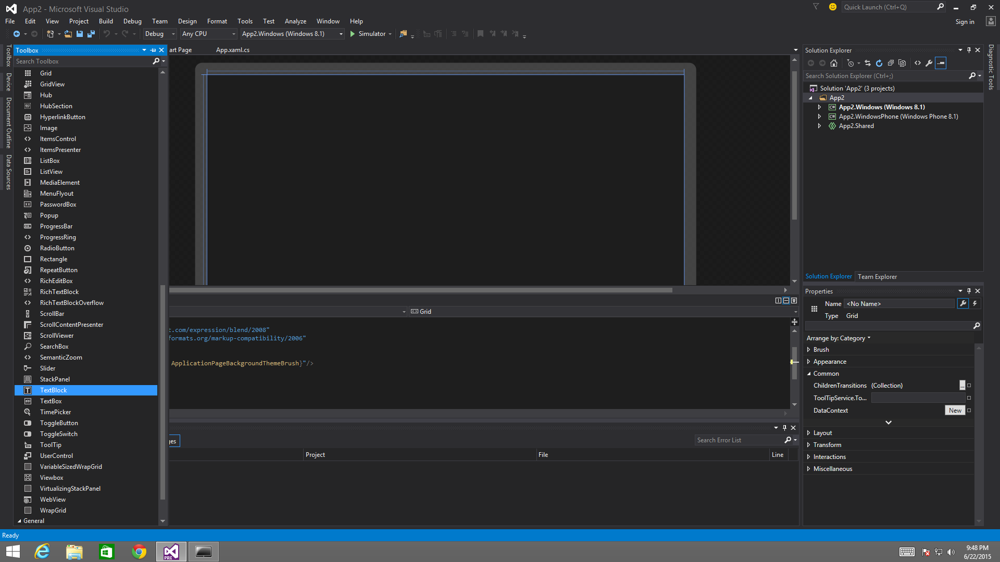 App2 - Microsoft Visual Studio
Quick Launch (Ctrl+Q)
File Edit View Project Build Debug Team Design Format Tools Test Analyze Window Help
Sign in
Debug Any CPU App2.Windows (Windows 8.1) Simulator
Toolbox
Device
Document Outline
Data Sources
Toolbox
Search Toolbox
Grid
GridView
Hub
HubSection
HyperlinkButton
Image
ItemsControl
ItemsPresenter
ListBox
ListView
MediaElement
MenuFlyout
PasswordBox
Popup
ProgressBar
ProgressRing
RadioButton
Rectangle
RepeatButton
RichEditBox
RichTextBlock
RichTextBlockOverflow
ScrollBar
ScrollContentPresenter
ScrollViewer
SearchBox
SemanticZoom
Slider
StackPanel
TextBlock
TextBox
TimePicker
ToggleButton
ToggleSwitch
ToolTip
UserControl
VariableSizedWrapGrid
Viewbox
VirtualizingStackPanel
WebView
WrapGrid
General
art Page App.xaml.cs
Grid
t.com/expression/blend/2008"
formats.org/markup-compatibility/2006"
ApplicationPageBackgroundThemeBrush}"/>
ges
Search Error List
Project File Line
Solution Explorer
Search Solution Explorer (Ctrl+;)
Solution 'App2' (3 projects)
App2
App2.Windows (Windows 8.1)
App2.WindowsPhone (Windows Phone 8.1)
App2.Shared
Solution Explorer Team Explorer
Properties
Name <No Name>
Type Grid
Arrange by: Category
Brush
Appearance
Common
ChildrenTransitions (Collection) ...
ToolTipService.To...
DataContext New
Layout
Transform
Interactions
Miscellaneous
Diagnostic Tools
Ready
PRE
9:48 PM
6/22/2015